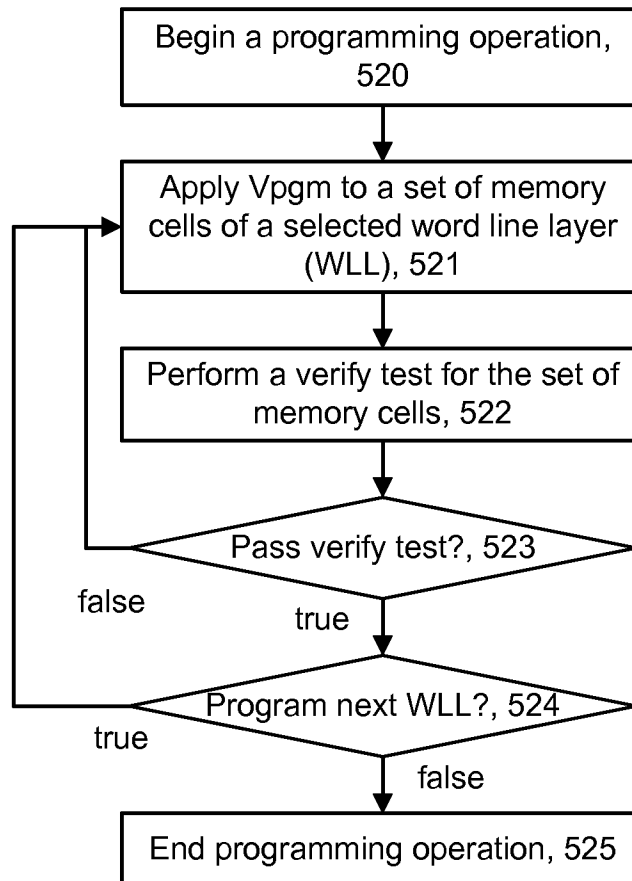 Begin a programming operation,
520
Apply Vpgm to a set of memory
cells of a selected word line layer
(WLL), 521
Perform a verify test for the set of
memory cells, 522
Pass verify test?, 523
false
true
Program next WLL?, 524
true
false
End programming operation, 525